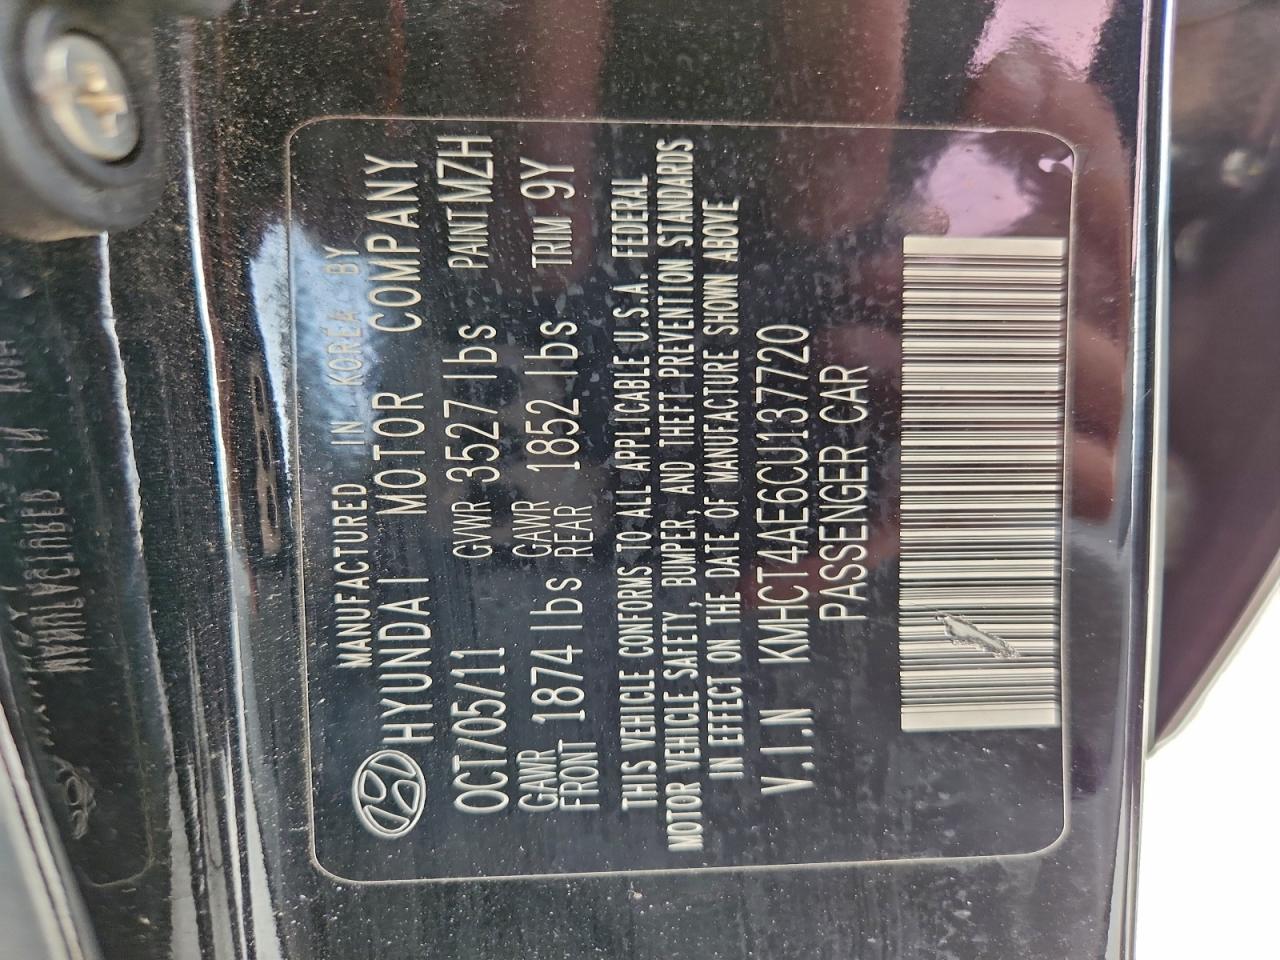 MANUFACTURED IN KOREA BY
HYUNDAI MOTOR COMPANY
OCT/05/11 GVWR 3527 lbs PAINT MZH
GAWR FRONT 1874 lbs GAWR REAR 1852 lbs TRIM 9Y
THIS VEHICLE CONFORMS TO ALL APPLICABLE U.S.A. FEDERAL
MOTOR VEHICLE SAFETY, BUMPER, AND THEFT PREVENTION STANDARDS
IN EFFECT ON THE DATE OF MANUFACTURE SHOWN ABOVE
V.I.N KMHCT4AE6CU137720
PASSENGER CAR